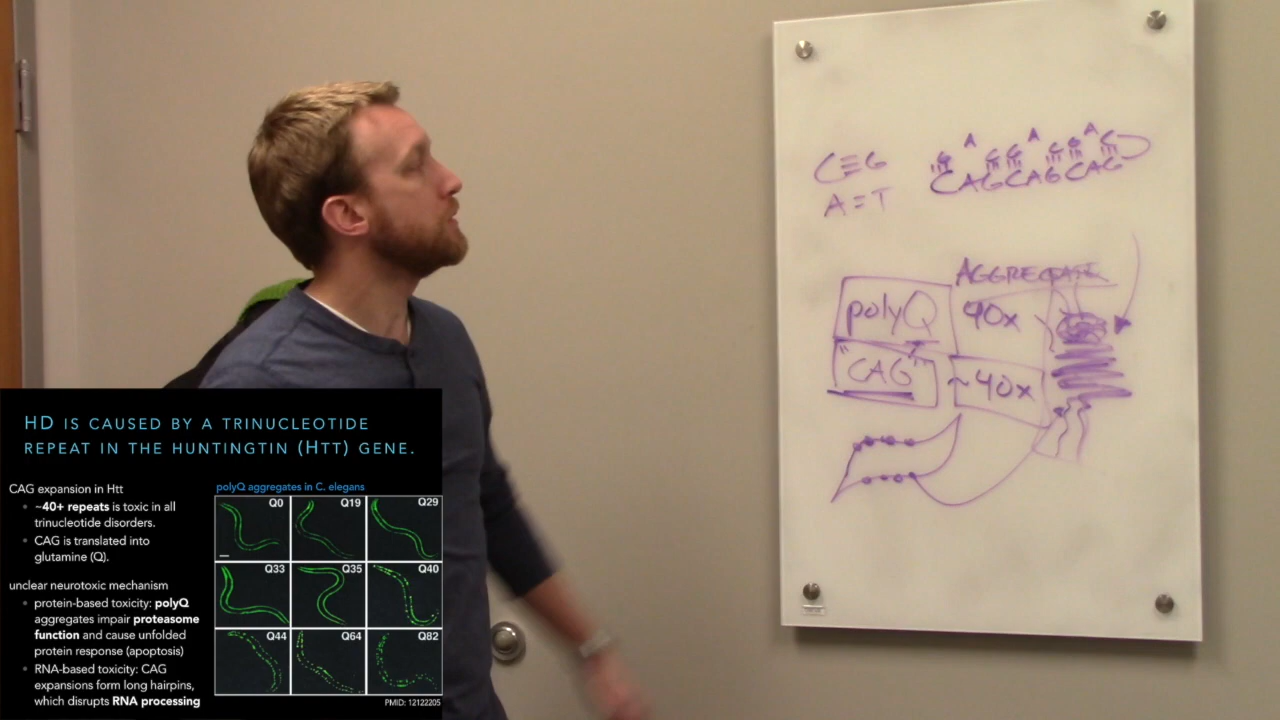 C≡G
A=T
A A A
G G G G G C
CAGCAGCAG
AGGREGATE
polyQ 90x
"CAG" ~40x
HD IS CAUSED BY A TRINUCLEOTIDE
REPEAT IN THE HUNTINGTIN (HTT) GENE.
CAG expansion in Htt
• ~40+ repeats is toxic in all
trinucleotide disorders.
• CAG is translated into
glutamine (Q).
unclear neurotoxic mechanism
• protein-based toxicity: polyQ
aggregates impair proteasome
function and cause unfolded
protein response (apoptosis)
• RNA-based toxicity: CAG
expansions form long hairpins,
which disrupts RNA processing
polyQ aggregates in C. elegans
Q0 Q19 Q29
Q33 Q35 Q40
Q44 Q64 Q82
PMID: 12122205